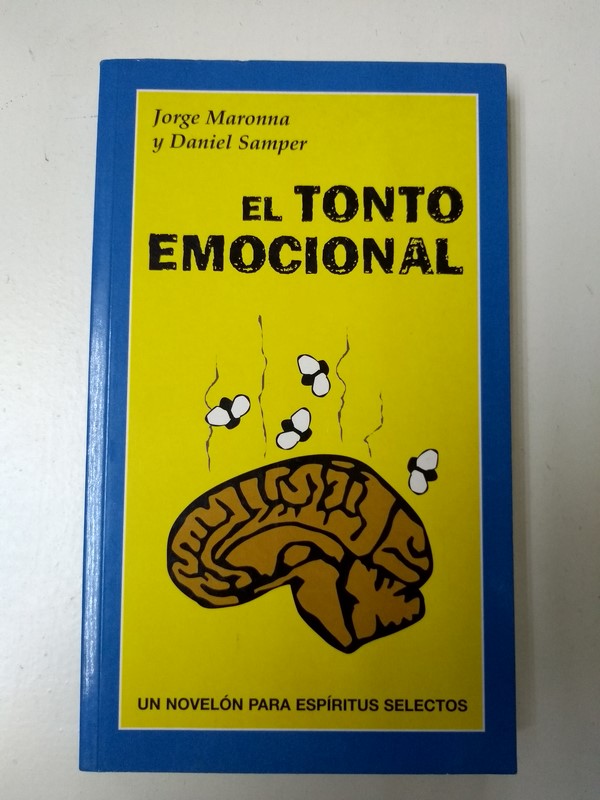 Jorge Maronna
y Daniel Samper
EL TONTO
EMOCIONAL
UN NOVELÓN PARA ESPÍRITUS SELECTOS